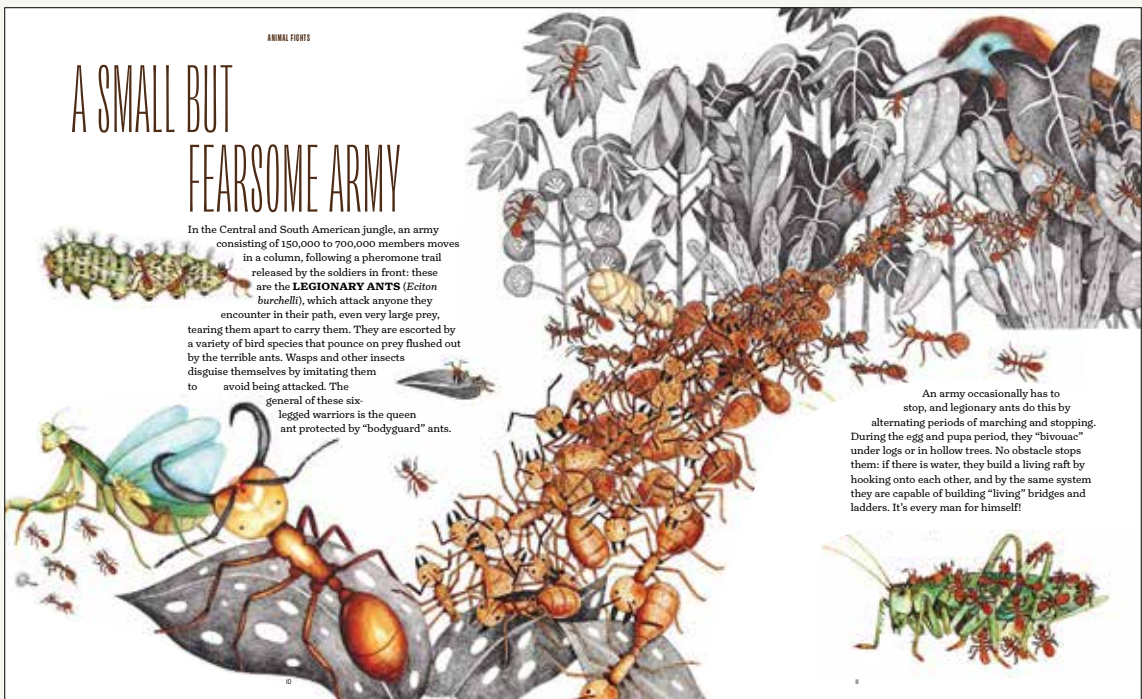 ANIMAL FIGHTS
A SMALL BUT
FEARSOME ARMY
In the Central and South American jungle, an army
consisting of 150,000 to 700,000 members moves
in a column, following a pheromone trail
released by the soldiers in front: these
are the LEGIONARY ANTS (Eciton
burchelli), which attack anyone they
encounter in their path, even very large prey,
tearing them apart to carry them. They are escorted by
a variety of bird species that pounce on prey flushed out
by the terrible ants. Wasps and other insects
disguise themselves by imitating them
to avoid being attacked. The
general of these six-
legged warriors is the queen
ant protected by “bodyguard” ants.
An army occasionally has to
stop, and legionary ants do this by
alternating periods of marching and stopping.
During the egg and pupa period, they “bivouac”
under logs or in hollow trees. No obstacle stops
them: if there is water, they build a living raft by
hooking onto each other, and by the same system
they are capable of building “living” bridges and
ladders. It’s every man for himself!
10
11